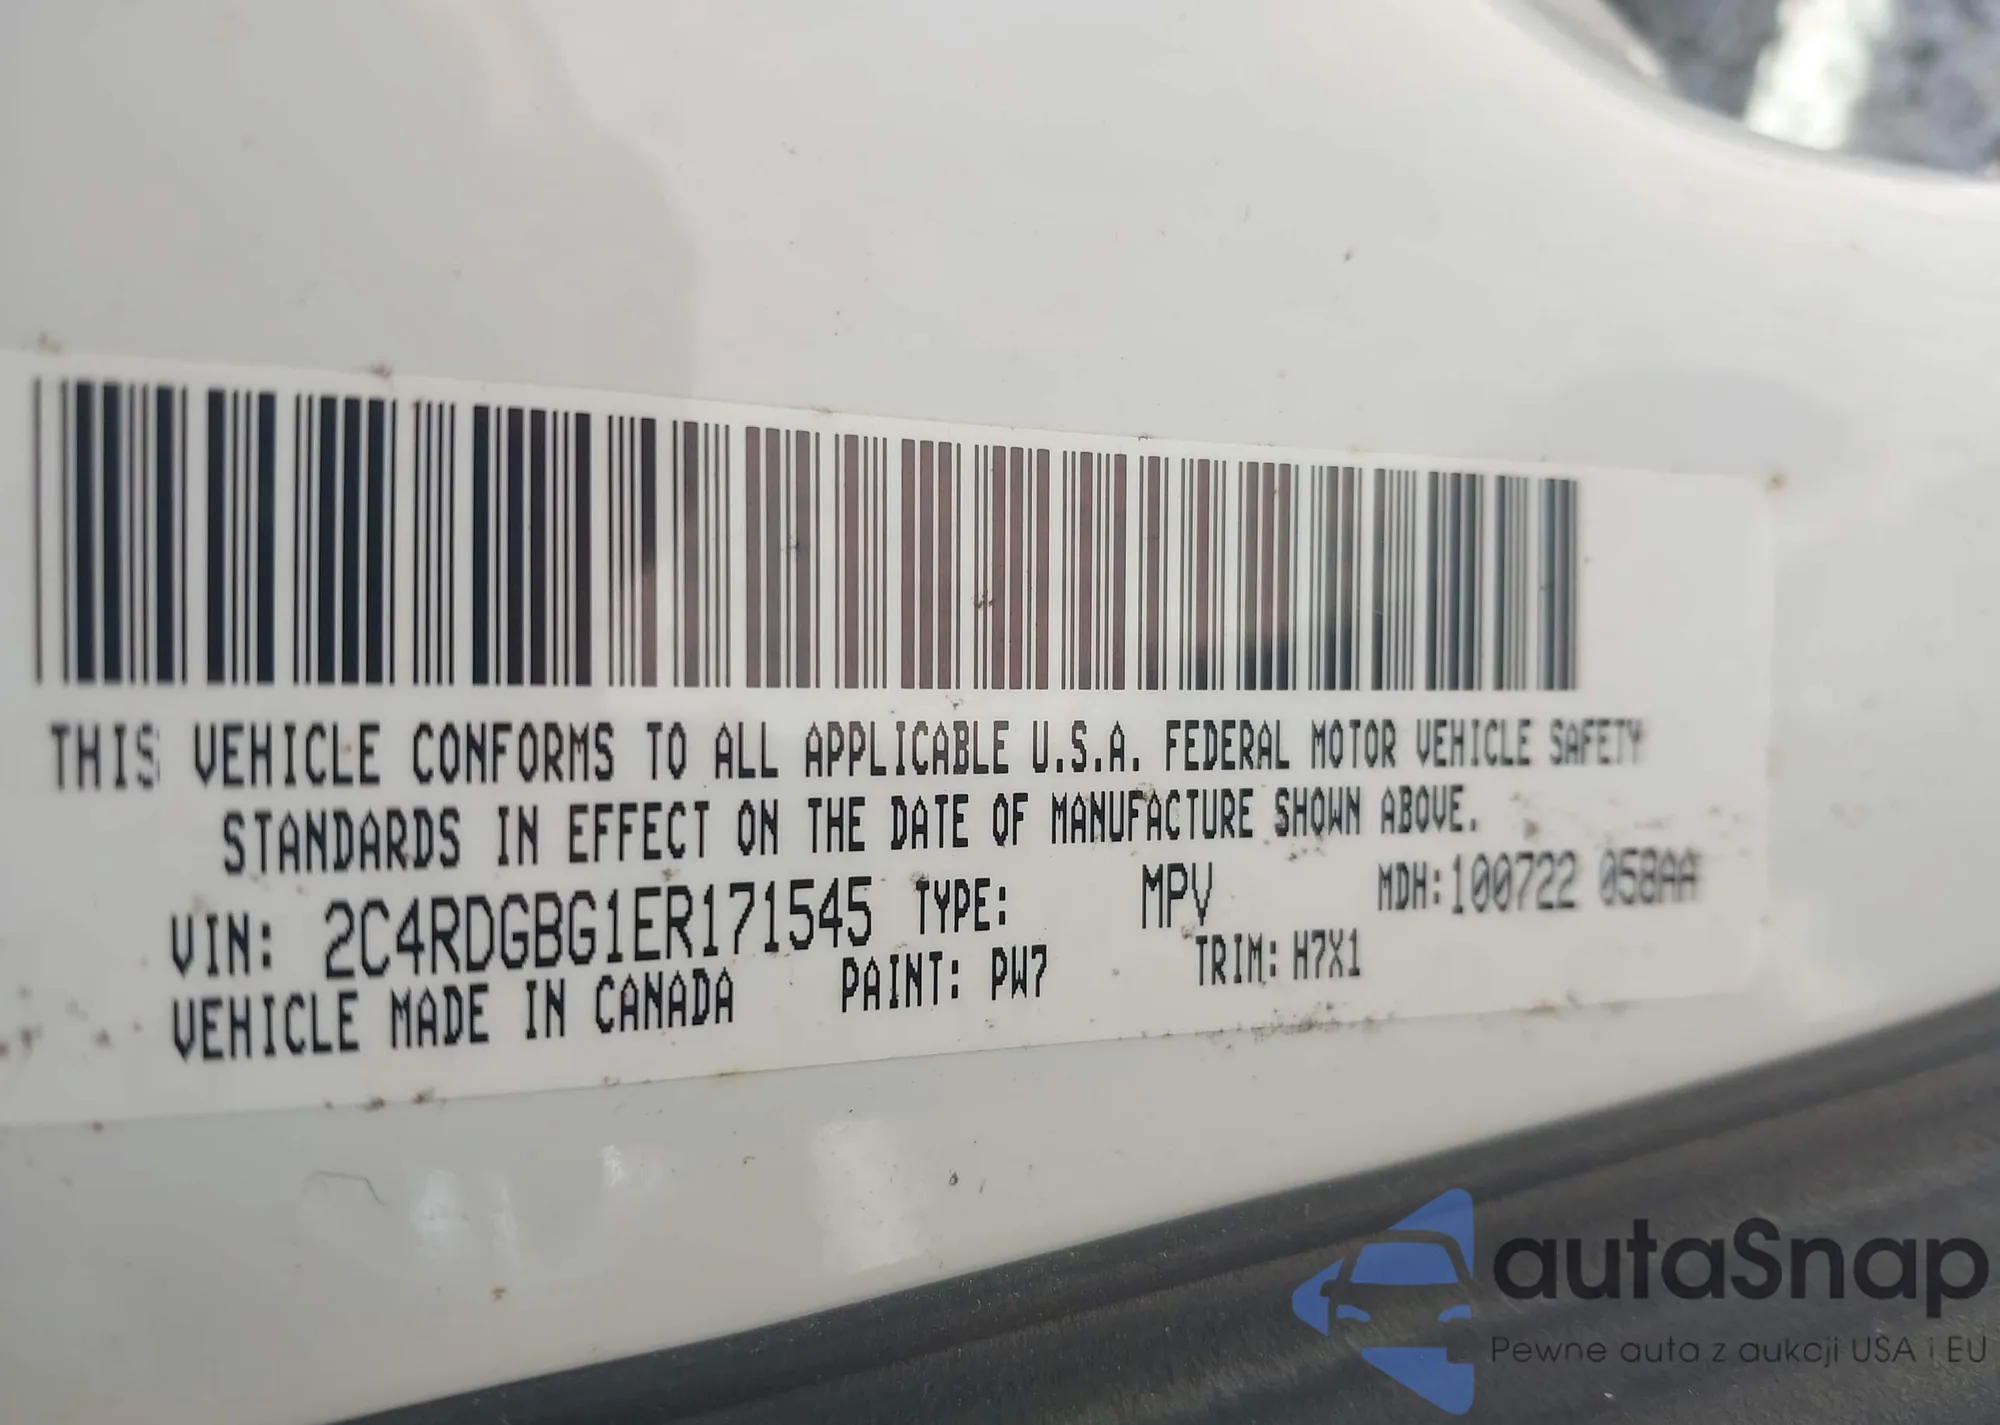 THIS VEHICLE CONFORMS TO ALL APPLICABLE U.S.A. FEDERAL MOTOR VEHICLE SAFETY
STANDARDS IN EFFECT ON THE DATE OF MANUFACTURE SHOWN ABOVE.
VIN: 2C4RDGBG1ER171545 TYPE: MPV MDH:100722 058AA
VEHICLE MADE IN CANADA PAINT: PW7 TRIM: H7X1
autaSnap
Pewne auta z aukcji USA i EU